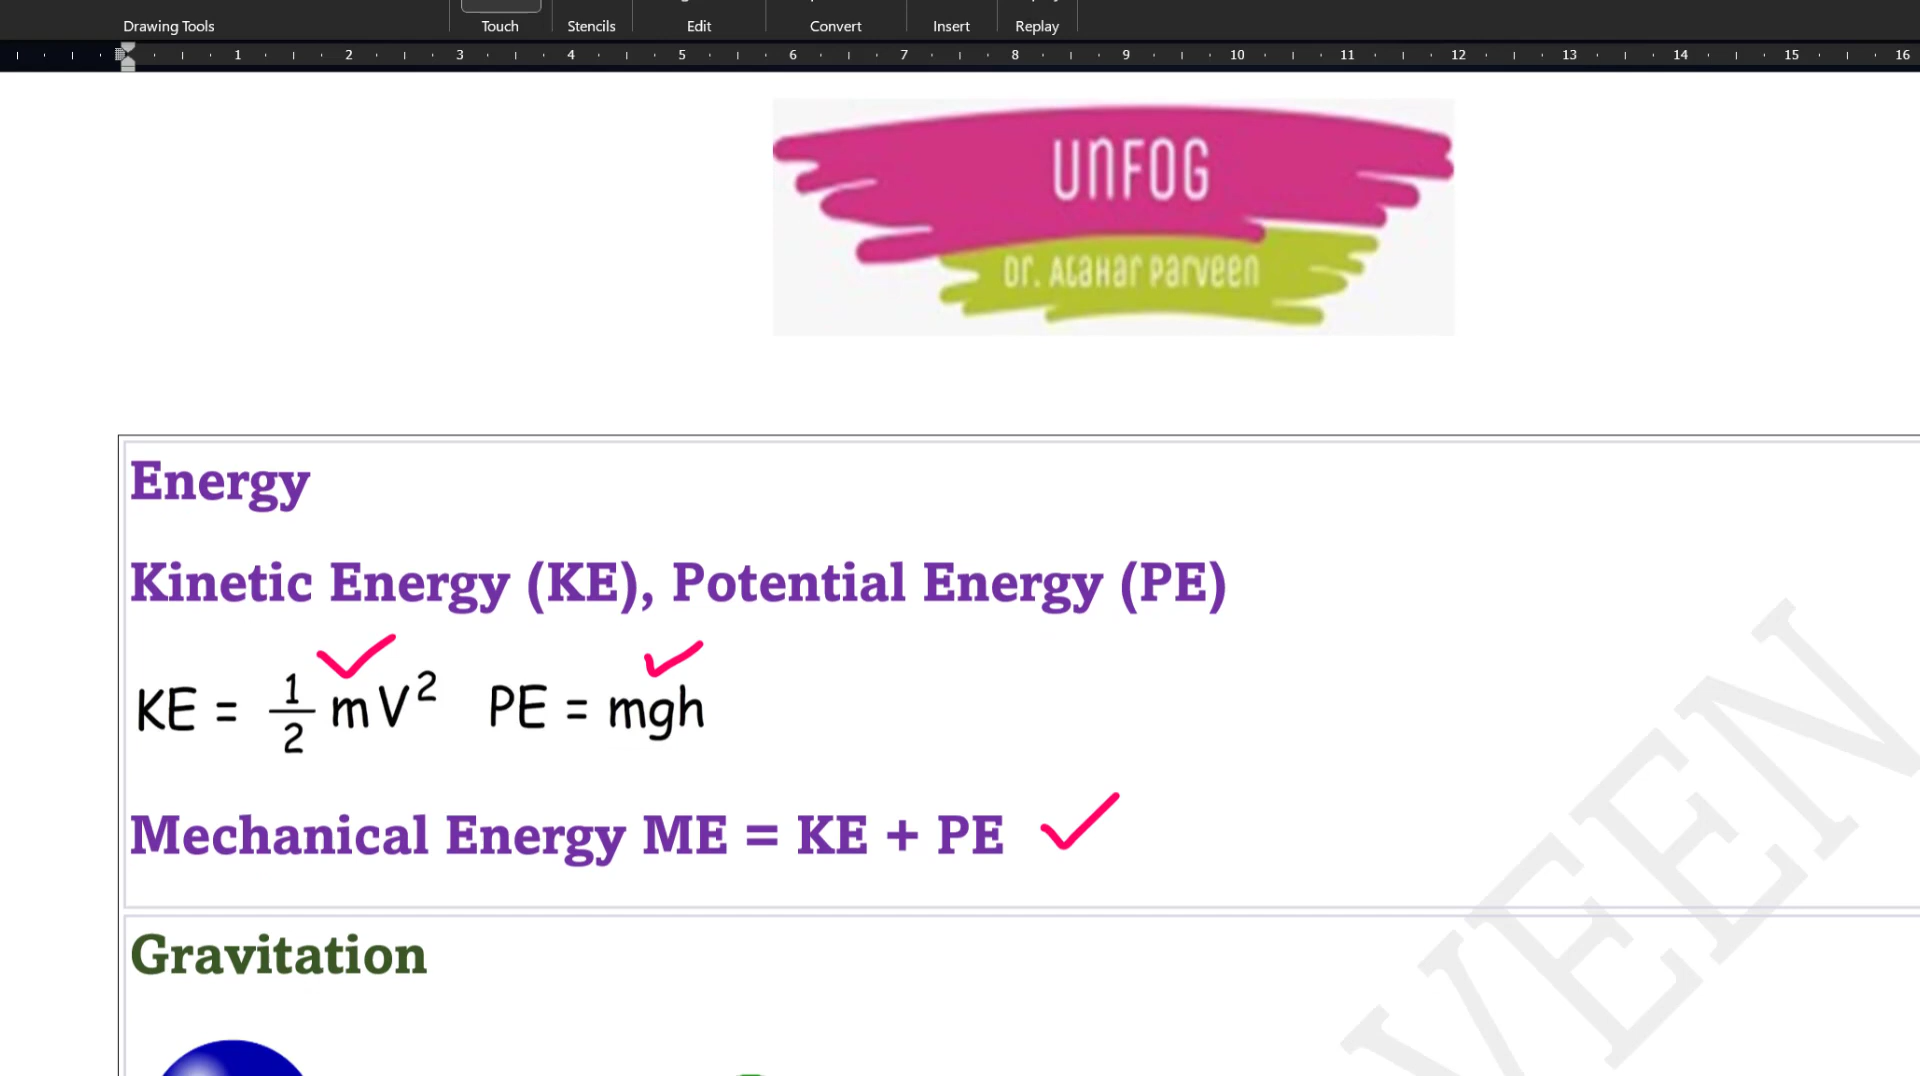 Drawing Tools Touch Stencils Edit Convert Insert Replay
1 2 3 4 5 6 7 8 9 10 11 12 13 14 15 16
UNFOG
Dr. Atahar Parveen
Energy
Kinetic Energy (KE), Potential Energy (PE)
KE = 1/2 mV² PE = mgh
Mechanical Energy ME = KE + PE
Gravitation
VEEN